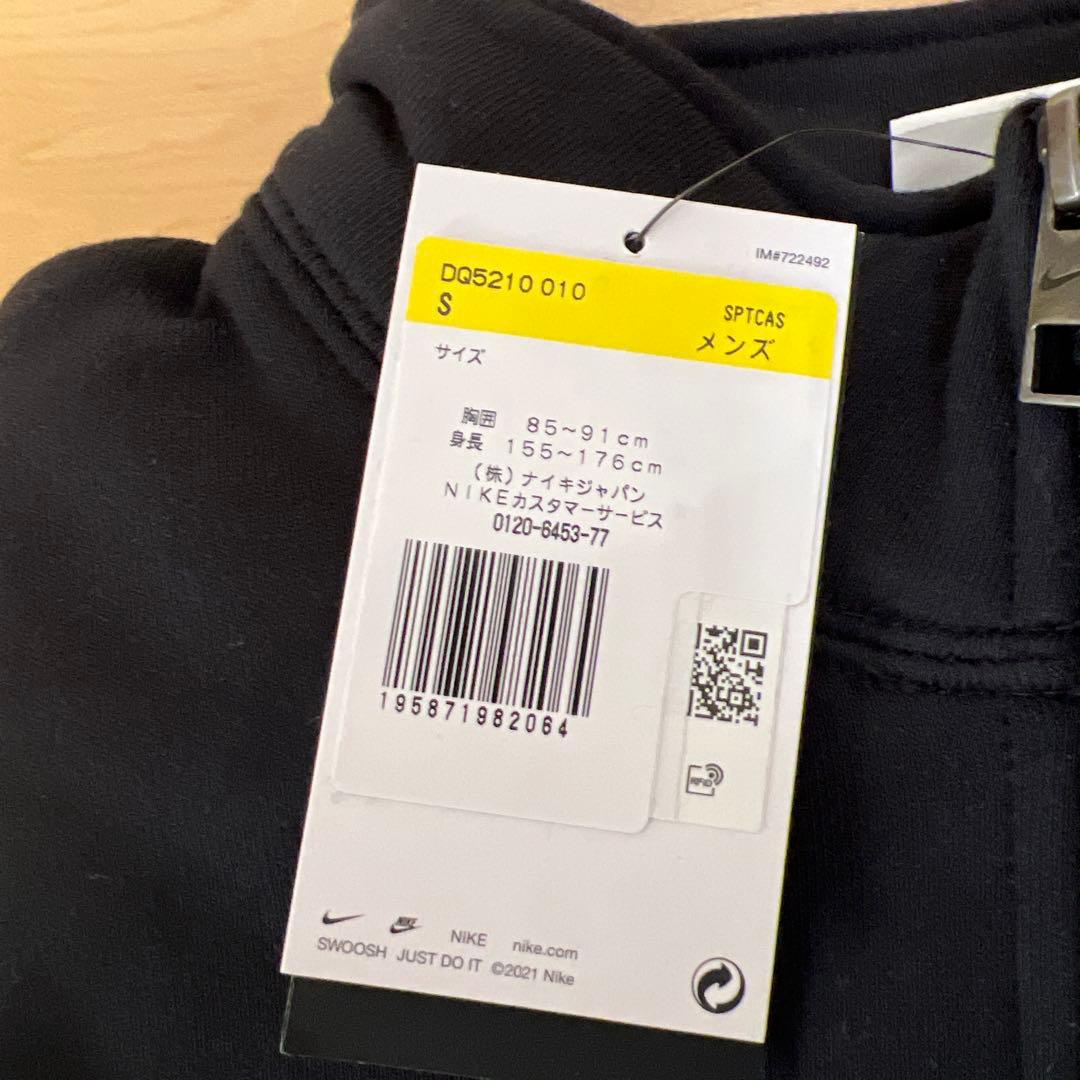 IM#722492
DQ5210 010
S
SPTCAS
メンズ
サイズ
胸囲 85~91cm
身長 155~176cm
(株)ナイキジャパン
NIKEカスタマーサービス
0120-6453-77
195871982064
RFID
NIKE
NIKE nike.com
SWOOSH JUST DO IT ©2021 Nike